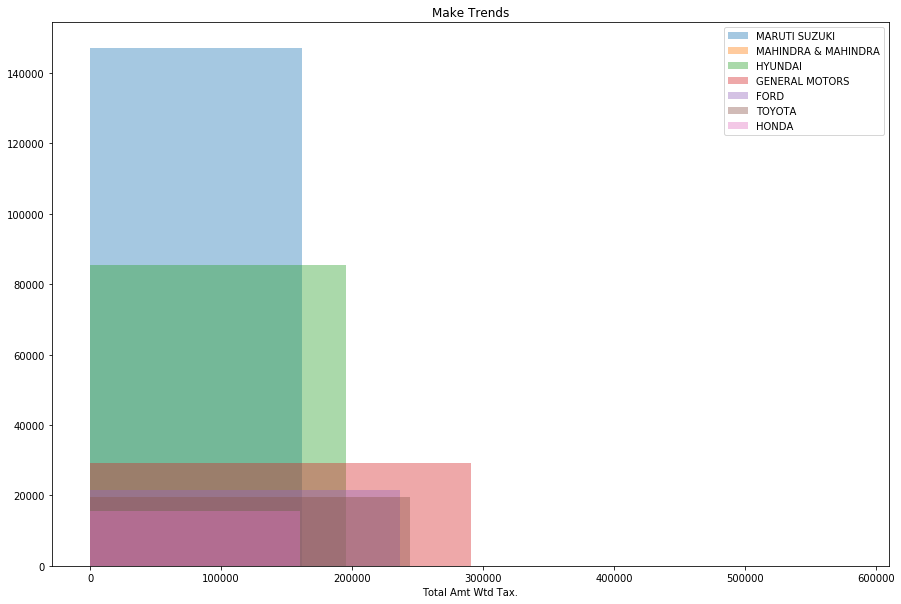 Make Trends
MARUTI SUZUKI
MAHINDRA & MAHINDRA
HYUNDAI
GENERAL MOTORS
FORD
TOYOTA
HONDA
140000
120000
100000
80000
60000
40000
20000
0
0 100000 200000 300000 400000 500000 600000
Total Amt Wtd Tax.